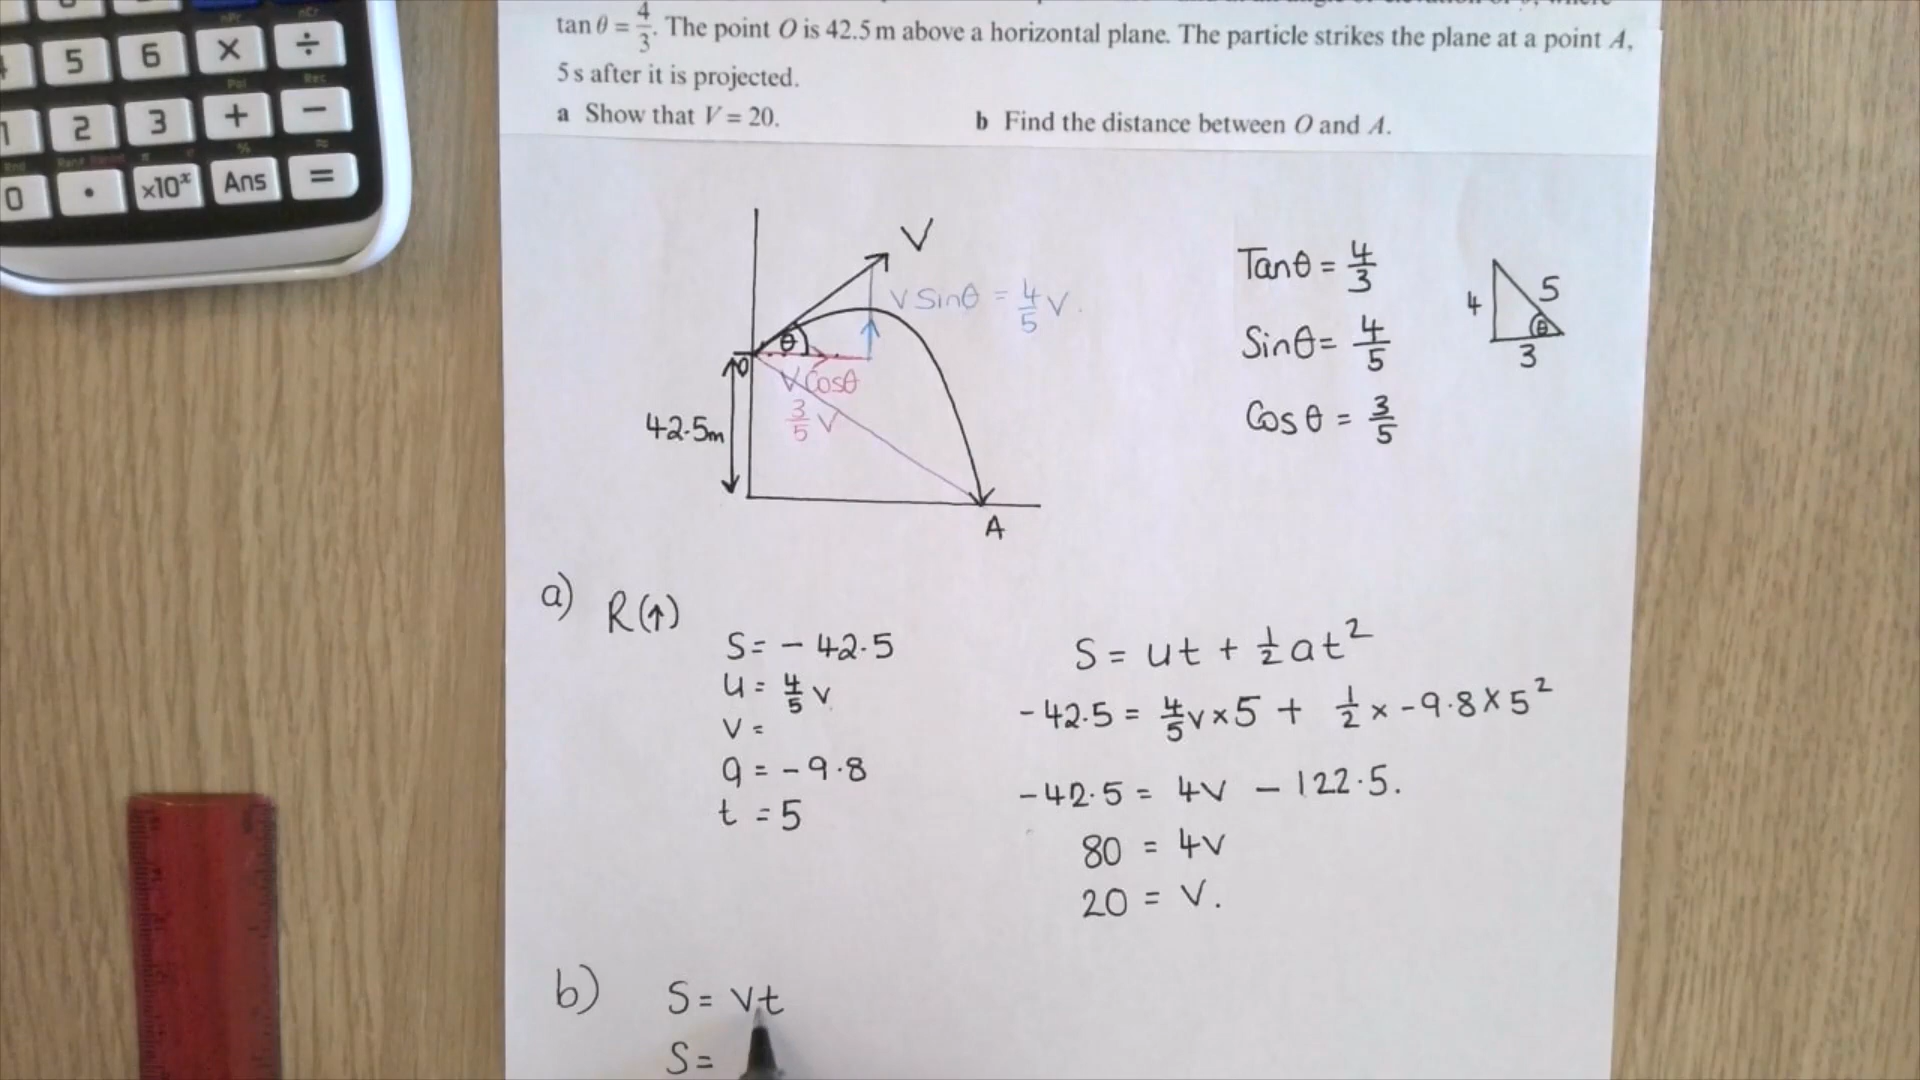 tan θ = 4/3. The point O is 42.5 m above a horizontal plane. The particle strikes the plane at a point A,
5 s after it is projected.
a Show that V = 20.
b Find the distance between O and A.
5 6 × ÷
Pol Rec
1 2 3 + −
Ran# π % ≈
0 • ×10ˣ Ans =
V
V Sinθ = 4/5 V.
θ
O
V Cosθ
3/5 V
42.5m
A
Tanθ = 4/3
Sinθ = 4/5
Cosθ = 3/5
4 5
θ
3
a) R(↑)
S = - 42.5
u = 4/5 V
V =
a = -9.8
t = 5
S = ut + 1/2 at²
-42.5 = 4/5 V × 5 + 1/2 × -9.8 × 5²
-42.5 = 4V - 122.5.
80 = 4V
20 = V.
b) S = Vt
S =